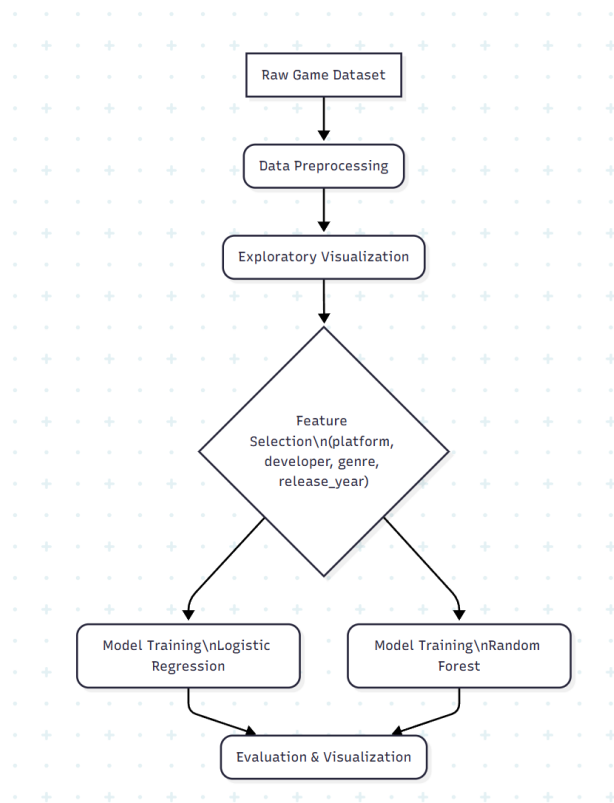 Raw Game Dataset
Data Preprocessing
Exploratory Visualization
Feature
Selection\n(platform,
developer, genre,
release_year)
Model Training\nLogistic
Regression
Model Training\nRandom
Forest
Evaluation & Visualization